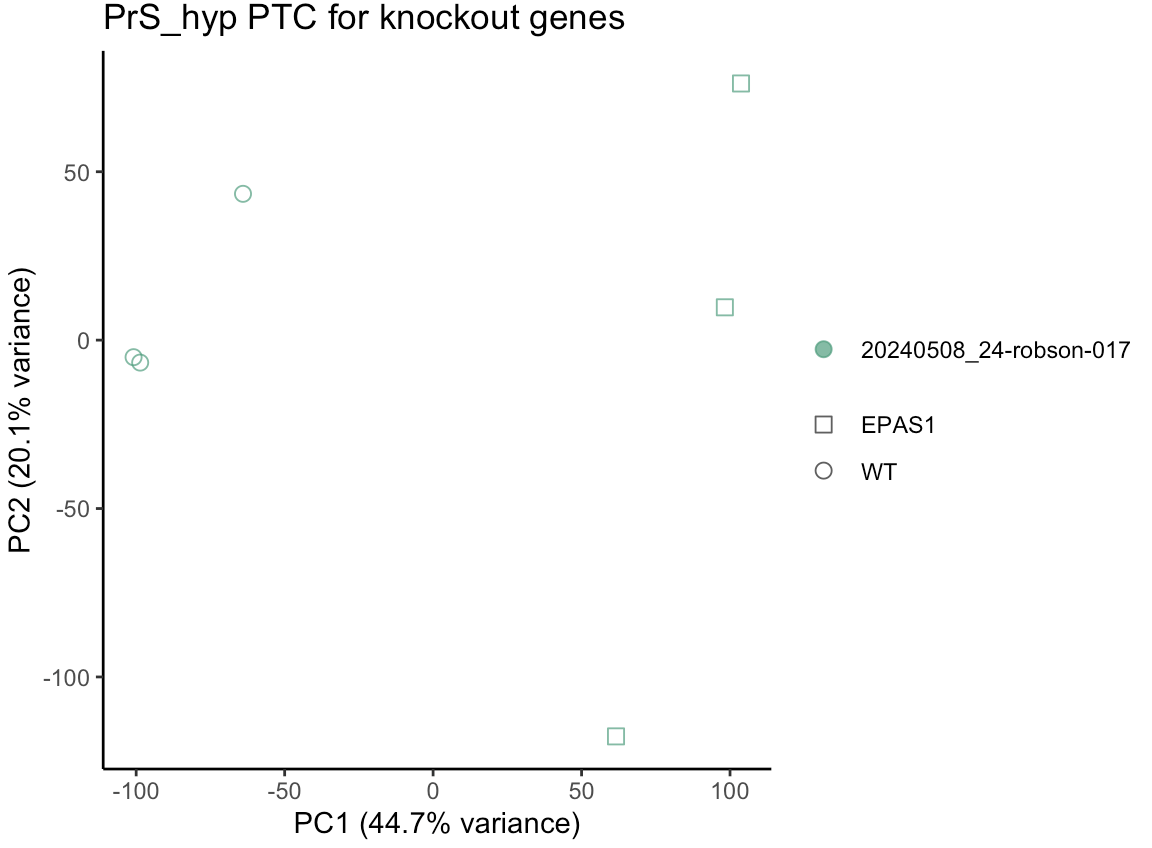 PrS_hyp PTC for knockout genes
50
0
-50
-100
PC2 (20.1% variance)
-100
-50
0
50
100
PC1 (44.7% variance)
20240508_24-robson-017
EPAS1
WT